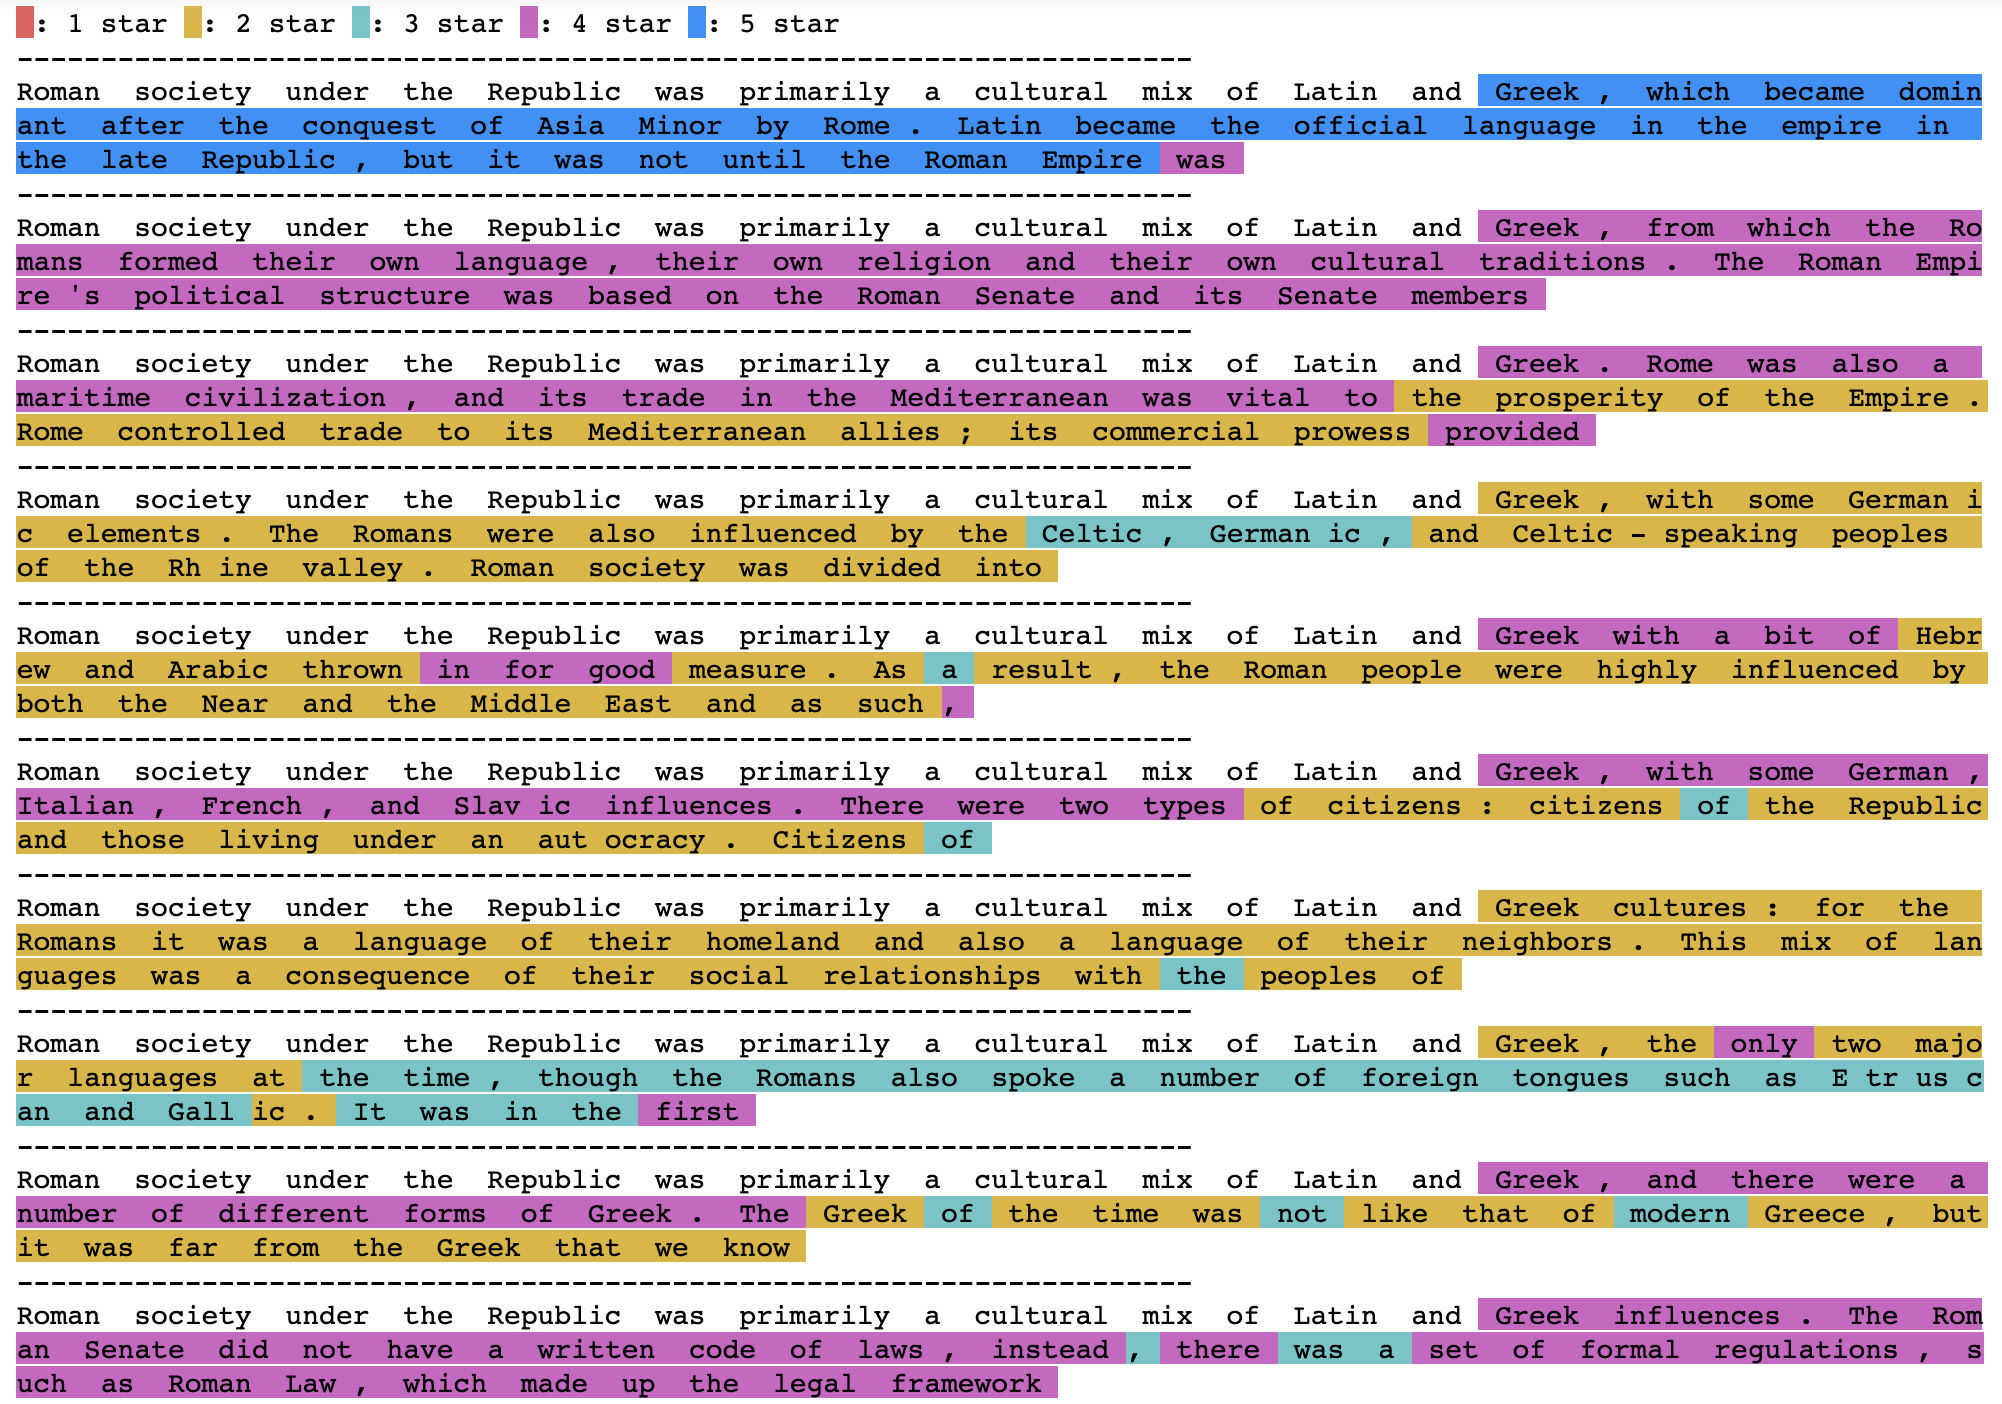 : 1 star : 2 star : 3 star : 4 star : 5 star
----------------------------------------------------------------------
Roman society under the Republic was primarily a cultural mix of Latin and Greek , which became domin
ant after the conquest of Asia Minor by Rome . Latin became the official language in the empire in
the late Republic , but it was not until the Roman Empire was
----------------------------------------------------------------------
Roman society under the Republic was primarily a cultural mix of Latin and Greek , from which the Ro
mans formed their own language , their own religion and their own cultural traditions . The Roman Empi
re 's political structure was based on the Roman Senate and its Senate members
----------------------------------------------------------------------
Roman society under the Republic was primarily a cultural mix of Latin and Greek . Rome was also a
maritime civilization , and its trade in the Mediterranean was vital to the prosperity of the Empire .
Rome controlled trade to its Mediterranean allies ; its commercial prowess provided
----------------------------------------------------------------------
Roman society under the Republic was primarily a cultural mix of Latin and Greek , with some German i
c elements . The Romans were also influenced by the Celtic , German ic , and Celtic - speaking peoples
of the Rh ine valley . Roman society was divided into
----------------------------------------------------------------------
Roman society under the Republic was primarily a cultural mix of Latin and Greek with a bit of Hebr
ew and Arabic thrown in for good measure . As a result , the Roman people were highly influenced by
both the Near and the Middle East and as such ,
----------------------------------------------------------------------
Roman society under the Republic was primarily a cultural mix of Latin and Greek , with some German ,
Italian , French , and Slav ic influences . There were two types of citizens : citizens of the Republic
and those living under an aut ocracy . Citizens of
----------------------------------------------------------------------
Roman society under the Republic was primarily a cultural mix of Latin and Greek cultures : for the
Romans it was a language of their homeland and also a language of their neighbors . This mix of lan
guages was a consequence of their social relationships with the peoples of
----------------------------------------------------------------------
Roman society under the Republic was primarily a cultural mix of Latin and Greek , the only two majo
r languages at the time , though the Romans also spoke a number of foreign tongues such as E tr us c
an and Gall ic . It was in the first
----------------------------------------------------------------------
Roman society under the Republic was primarily a cultural mix of Latin and Greek , and there were a
number of different forms of Greek . The Greek of the time was not like that of modern Greece , but
it was far from the Greek that we know
----------------------------------------------------------------------
Roman society under the Republic was primarily a cultural mix of Latin and Greek influences . The Rom
an Senate did not have a written code of laws , instead , there was a set of formal regulations , s
uch as Roman Law , which made up the legal framework